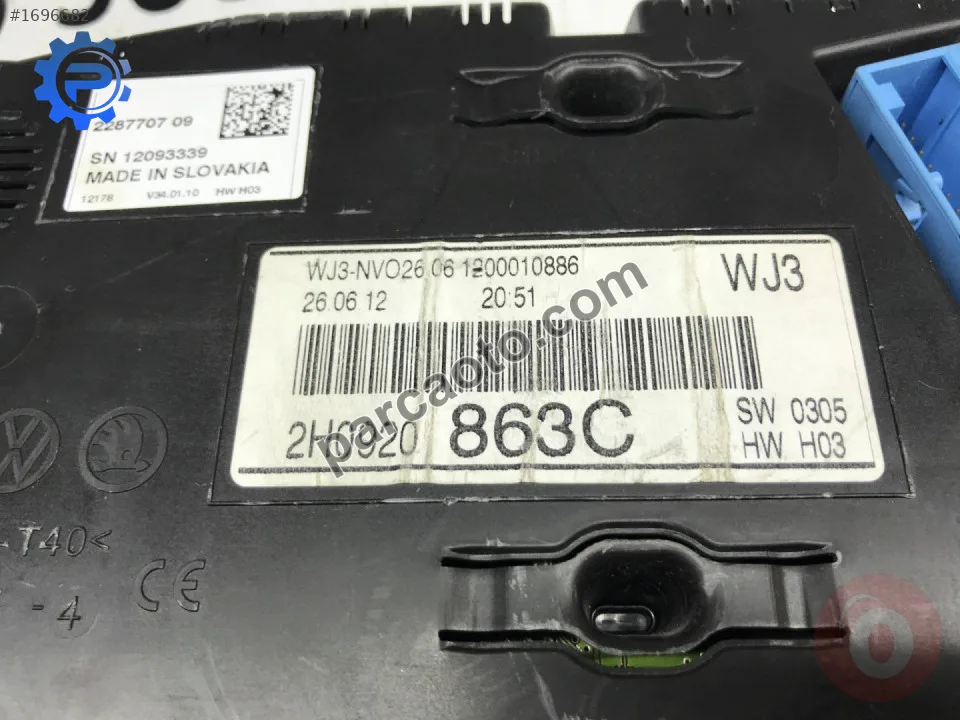 #1696682
2287707 09
SN 12093339
MADE IN SLOVAKIA
12178 V34.01.10 HW H03
WJ3-NVO26.06.1200010886
WJ3
26.06.12 20:51
2H0920 863C
SW 0305
HW H03
parcaoto.com
-T40<
-4
CE